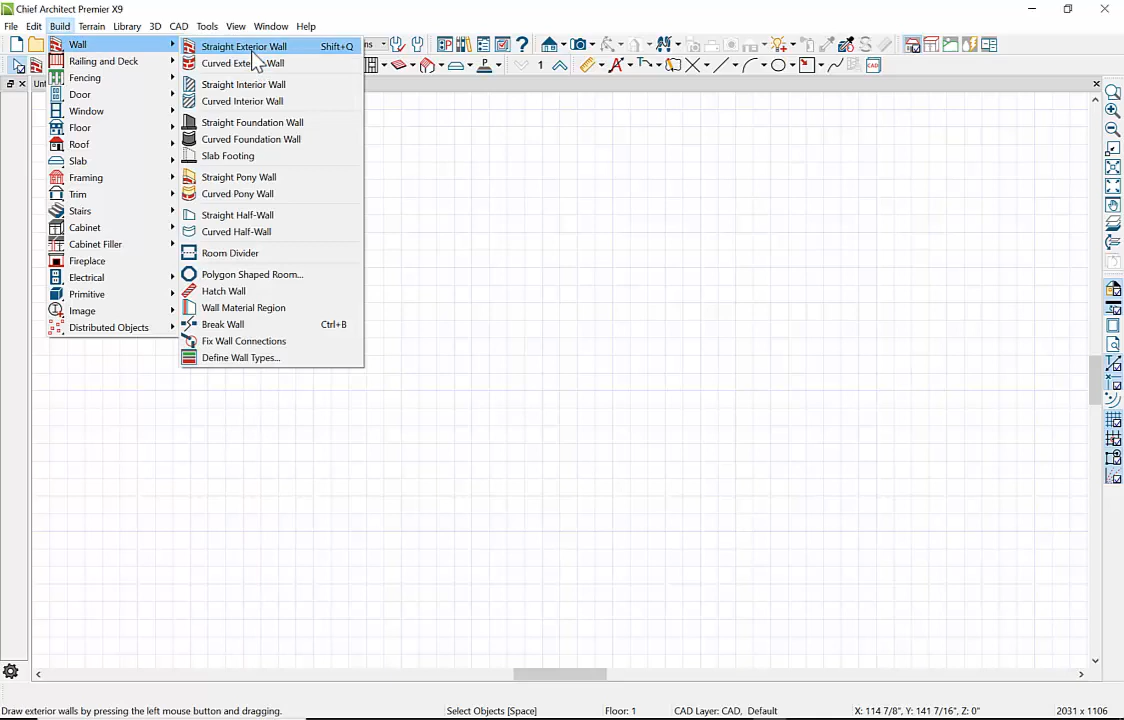 Chief Architect Premier X9
File Edit Build Terrain Library 3D CAD Tools View Window Help
Wall
Railing and Deck
Fencing
Door
Window
Floor
Roof
Slab
Framing
Trim
Stairs
Cabinet
Cabinet Filler
Fireplace
Electrical
Primitive
Image
Distributed Objects
Straight Exterior Wall Shift+Q
Curved Wall
Straight Interior Wall
Curved Interior Wall
Straight Foundation Wall
Curved Foundation Wall
Slab Footing
Straight Pony Wall
Curved Pony Wall
Straight Half-Wall
Curved Half-Wall
Room Divider
Polygon Shaped Room...
Hatch Wall
Wall Material Region
Break Wall Ctrl+B
Fix Wall Connections
Define Wall Types...
1
Draw exterior walls by pressing the left mouse button and dragging. Select Objects [Space] Floor: 1 CAD Layer: CAD, Default X: 114 7/8", Y: 141 7/16", Z: 0" 2031 x 1106